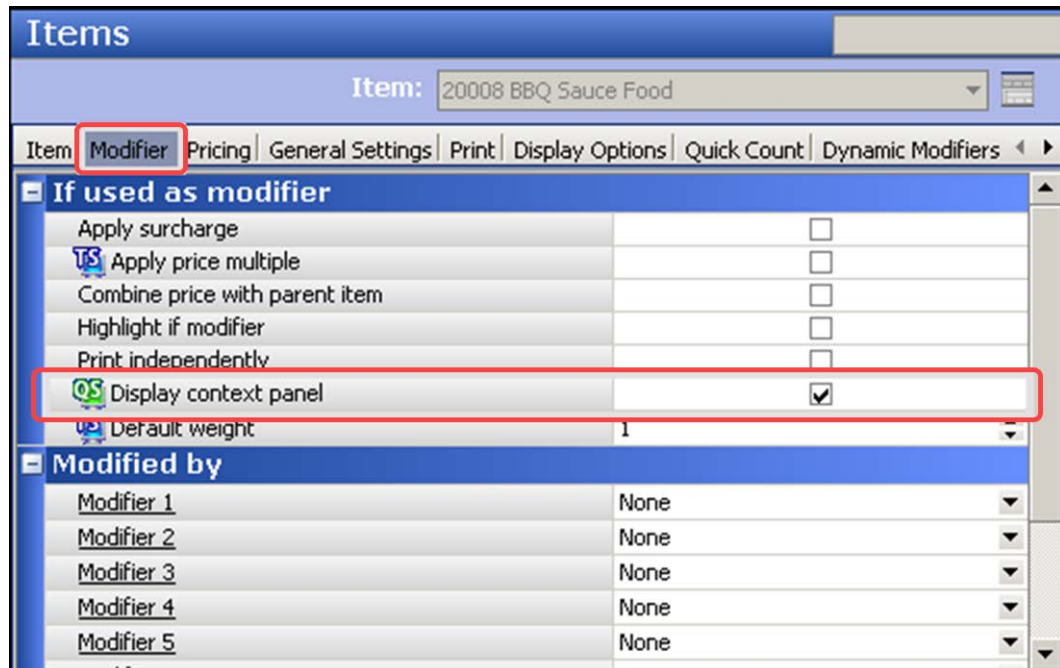 Items
Item: 20008 BBQ Sauce Food
Item Modifier Pricing General Settings Print Display Options Quick Count Dynamic Modifiers
If used as modifier
Apply surcharge
TS Apply price multiple
Combine price with parent item
Highlight if modifier
Print independently
QS Display context panel
Default weight 1
Modified by
Modifier 1 None
Modifier 2 None
Modifier 3 None
Modifier 4 None
Modifier 5 None